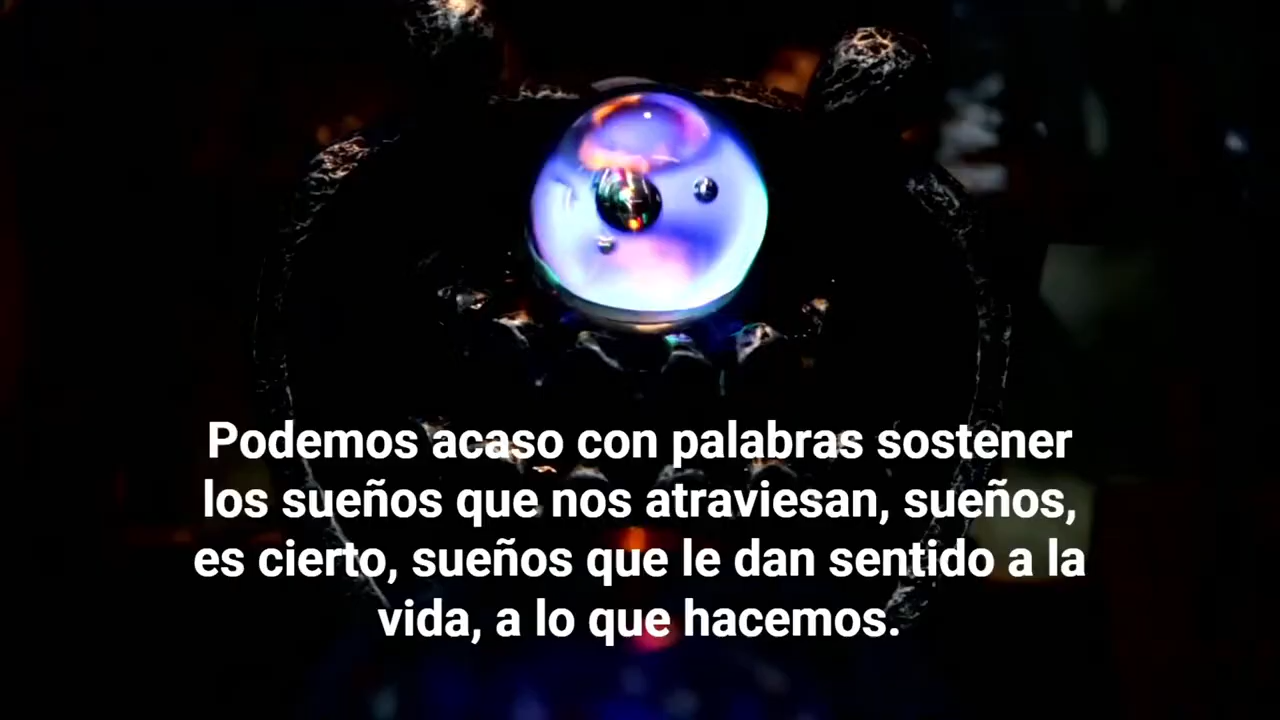 Podemos acaso con palabras sostener
los sueños que nos atraviesan, sueños,
es cierto, sueños que le dan sentido a la
vida, a lo que hacemos.